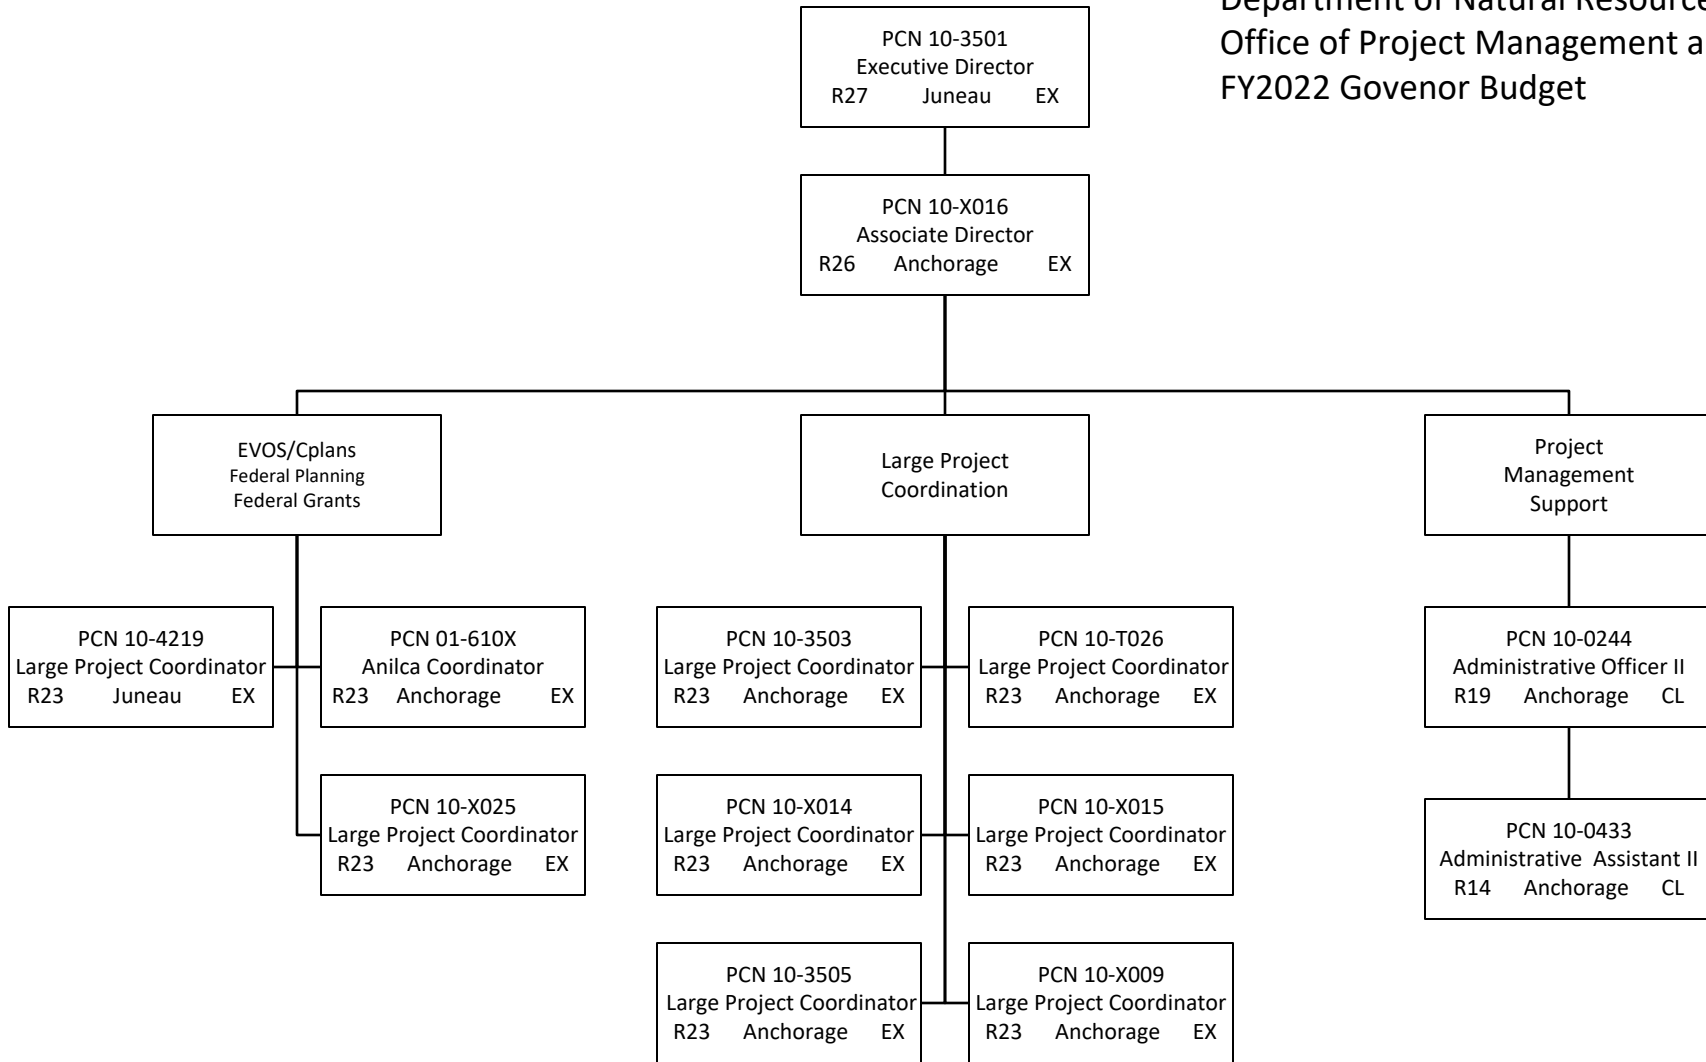 Department of Natural Resource
Office of Project Management a
FY2022 Govenor Budget
PCN 10-3501
Executive Director
R27 Juneau EX
PCN 10-X016
Associate Director
R26 Anchorage EX
EVOS/Cplans
Federal Planning
Federal Grants
Large Project
Coordination
Project
Management
Support
PCN 10-4219
Large Project Coordinator
R23 Juneau EX
PCN 01-610X
Anilca Coordinator
R23 Anchorage EX
PCN 10-X025
Large Project Coordinator
R23 Anchorage EX
PCN 10-3503
Large Project Coordinator
R23 Anchorage EX
PCN 10-T026
Large Project Coordinator
R23 Anchorage EX
PCN 10-X014
Large Project Coordinator
R23 Anchorage EX
PCN 10-X015
Large Project Coordinator
R23 Anchorage EX
PCN 10-3505
Large Project Coordinator
R23 Anchorage EX
PCN 10-X009
Large Project Coordinator
R23 Anchorage EX
PCN 10-0244
Administrative Officer II
R19 Anchorage CL
PCN 10-0433
Administrative Assistant II
R14 Anchorage CL